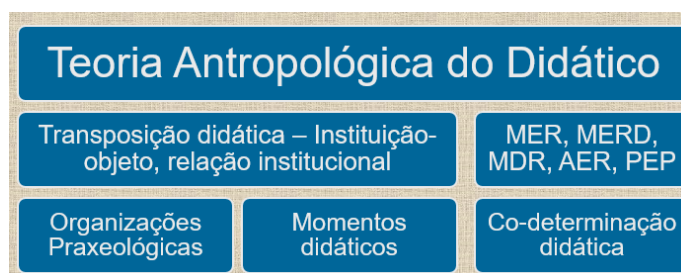 Teoria Antropológica do Didático
Transposição didática – Instituição-
objeto, relação institucional
MER, MERD,
MDR, AER, PEP
Organizações
Praxeológicas
Momentos
didáticos
Co-determinação
didática